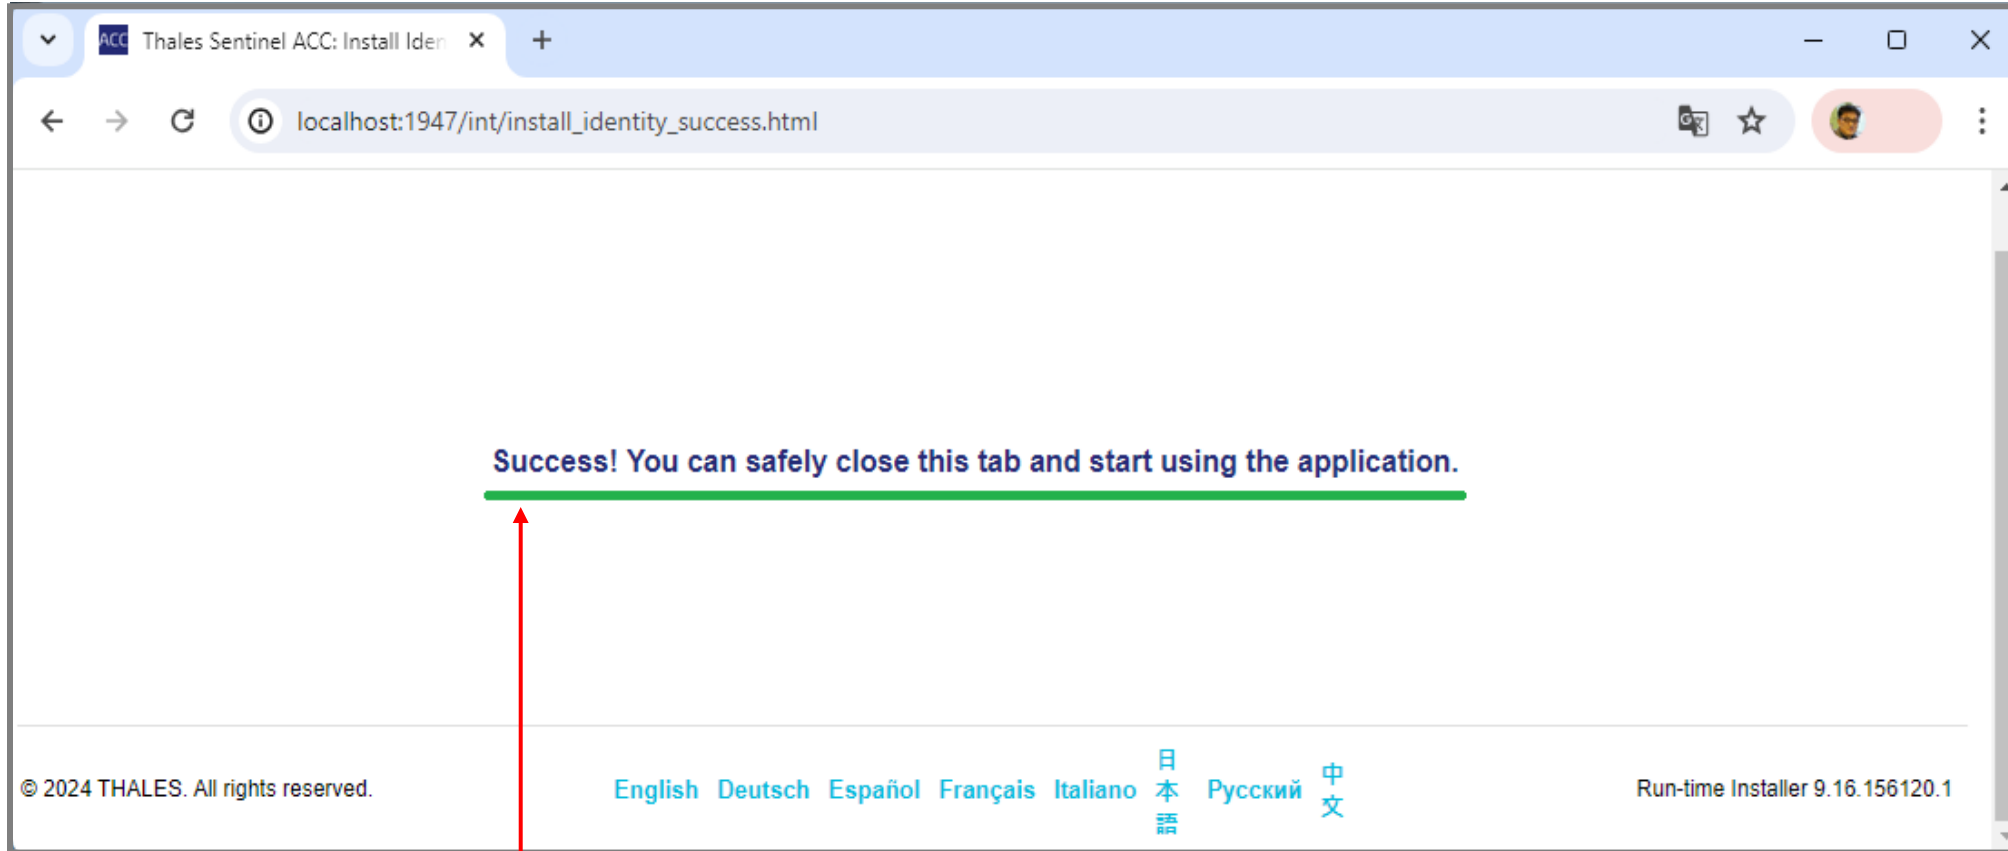 ACC Thales Sentinel ACC: Install Iden
localhost:1947/int/install_identity_success.html
Success! You can safely close this tab and start using the application.
© 2024 THALES. All rights reserved.
English Deutsch Español Français Italiano 日本語 Русский 中文
Run-time Installer 9.16.156120.1